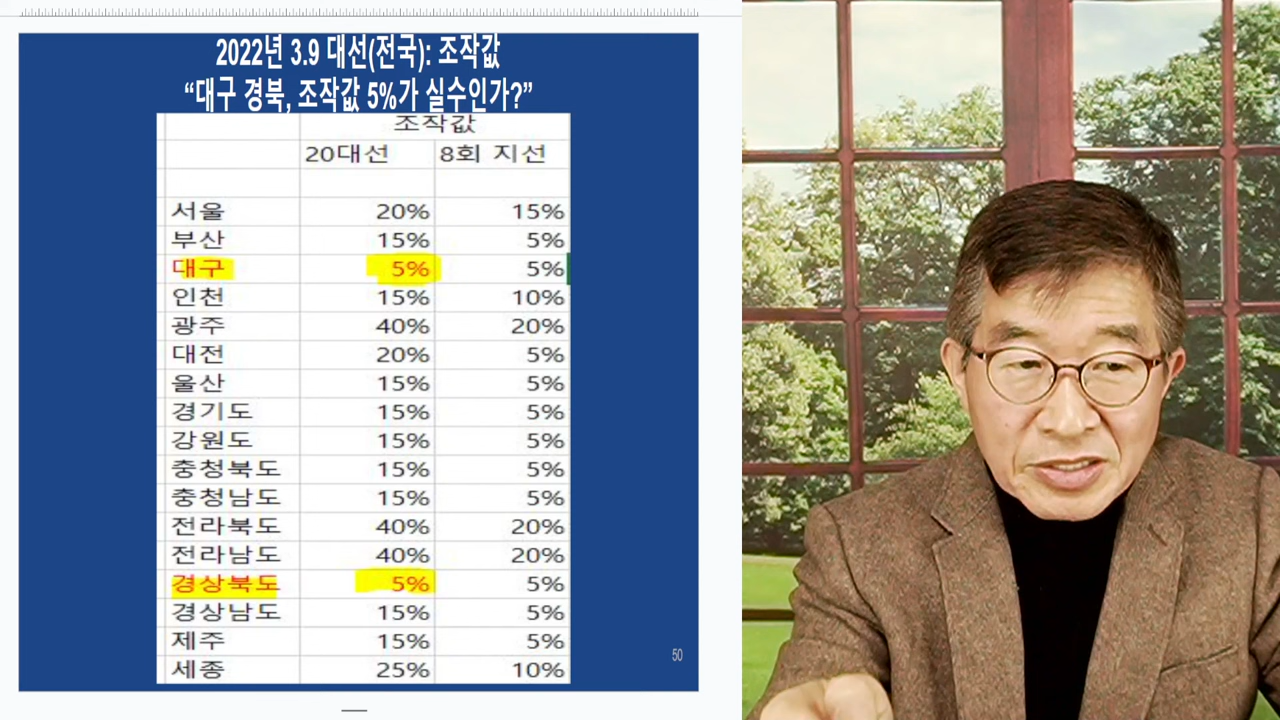 2022년 3.9 대선(전국): 조작값
“대구 경북, 조작값 5%가 실수인가?”
조작값
20대선 8회 지선
서울 20% 15%
부산 15% 5%
대구 5% 5%
인천 15% 10%
광주 40% 20%
대전 20% 5%
울산 15% 5%
경기도 15% 5%
강원도 15% 5%
충청북도 15% 5%
충청남도 15% 5%
전라북도 40% 20%
전라남도 40% 20%
경상북도 5% 5%
경상남도 15% 5%
제주 15% 5%
세종 25% 10%
50